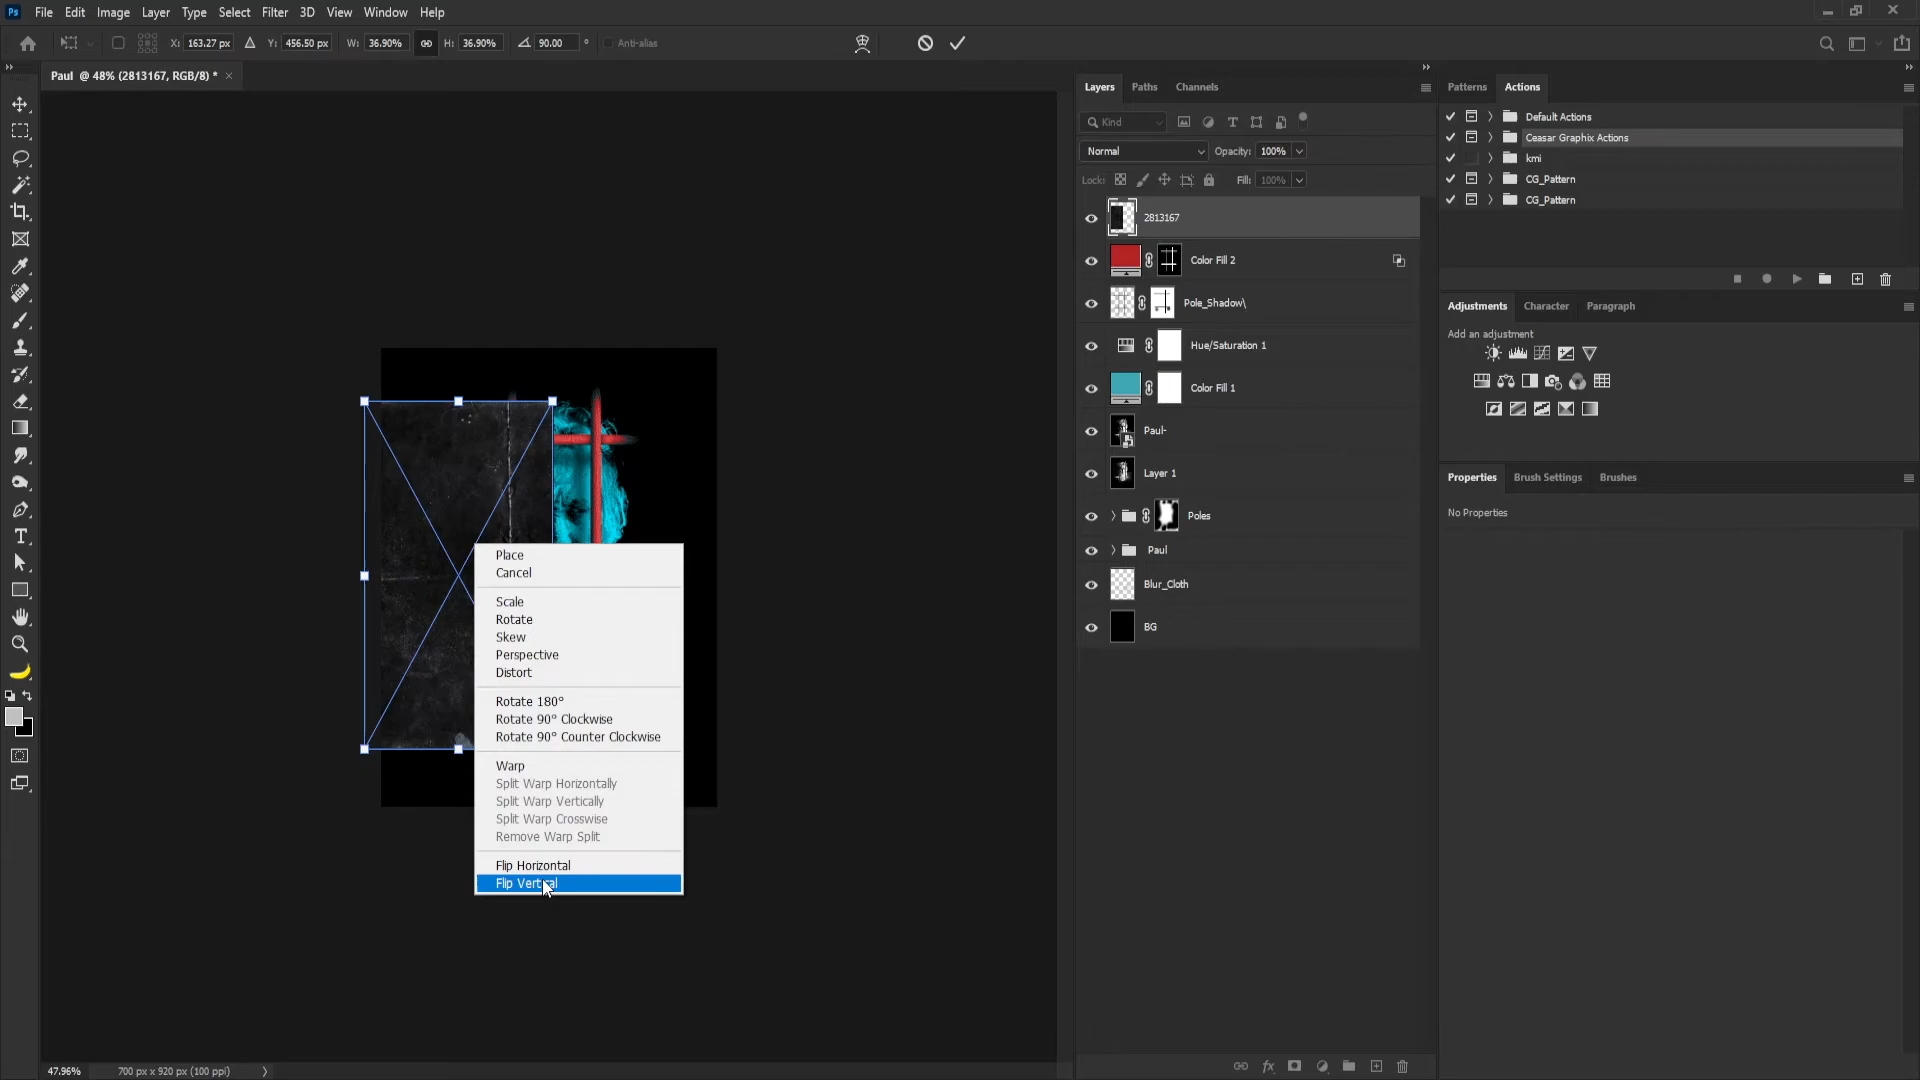 Ps File Edit Image Layer Type Select Filter 3D View Window Help
X: 163.27 px Y: 456.50 px W: 36.90% H: 36.90% 90.00 ° Anti-alias
Paul @ 48% (2813167, RGB/8) * ×
Layers Paths Channels
Kind
Normal Opacity: 100%
Lock: Fill: 100%
2813167
Color Fill 2
Pole_Shadow\
Hue/Saturation 1
Color Fill 1
Paul-
Layer 1
Poles
Paul
Blur_Cloth
BG
Patterns Actions
Default Actions
Ceasar Graphix Actions
kmi
CG_Pattern
CG_Pattern
Adjustments Character Paragraph
Add an adjustment
Properties Brush Settings Brushes
No Properties
Place
Cancel
Scale
Rotate
Skew
Perspective
Distort
Rotate 180°
Rotate 90° Clockwise
Rotate 90° Counter Clockwise
Warp
Split Warp Horizontally
Split Warp Vertically
Split Warp Crosswise
Remove Warp Split
Flip Horizontal
Flip Vertical
47.96% 700 px x 920 px (100 ppi)